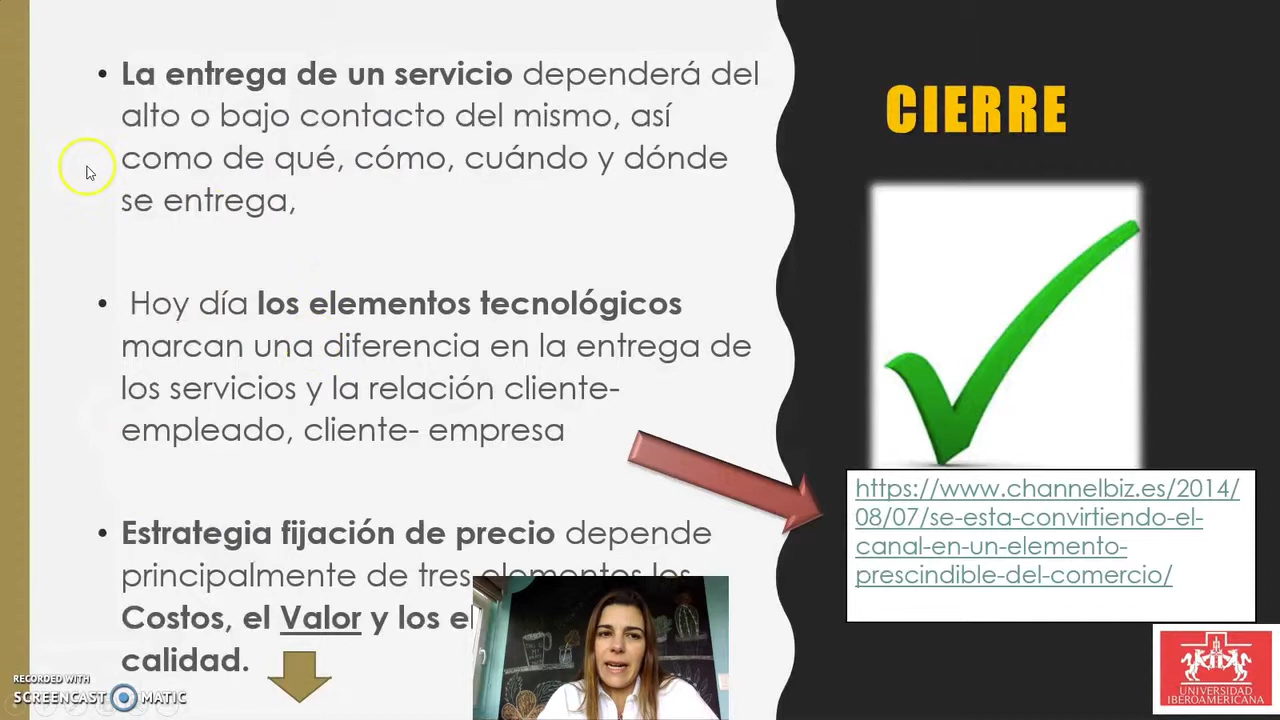 • La entrega de un servicio dependerá del
alto o bajo contacto del mismo, así
como de qué, cómo, cuándo y dónde
se entrega,
• Hoy día los elementos tecnológicos
marcan una diferencia en la entrega de
los servicios y la relación cliente-
empleado, cliente- empresa
• Estrategia fijación de precio depende
principalmente de tres elementos los
Costos, el Valor y los
calidad.
CIERRE
https://www.channelbiz.es/2014/
08/07/se-esta-convirtiendo-el-
canal-en-un-elemento-
prescindible-del-comercio/
RECORDED WITH
SCREENCAST MATIC
UNIVERSIDAD
IBEROAMERICANA